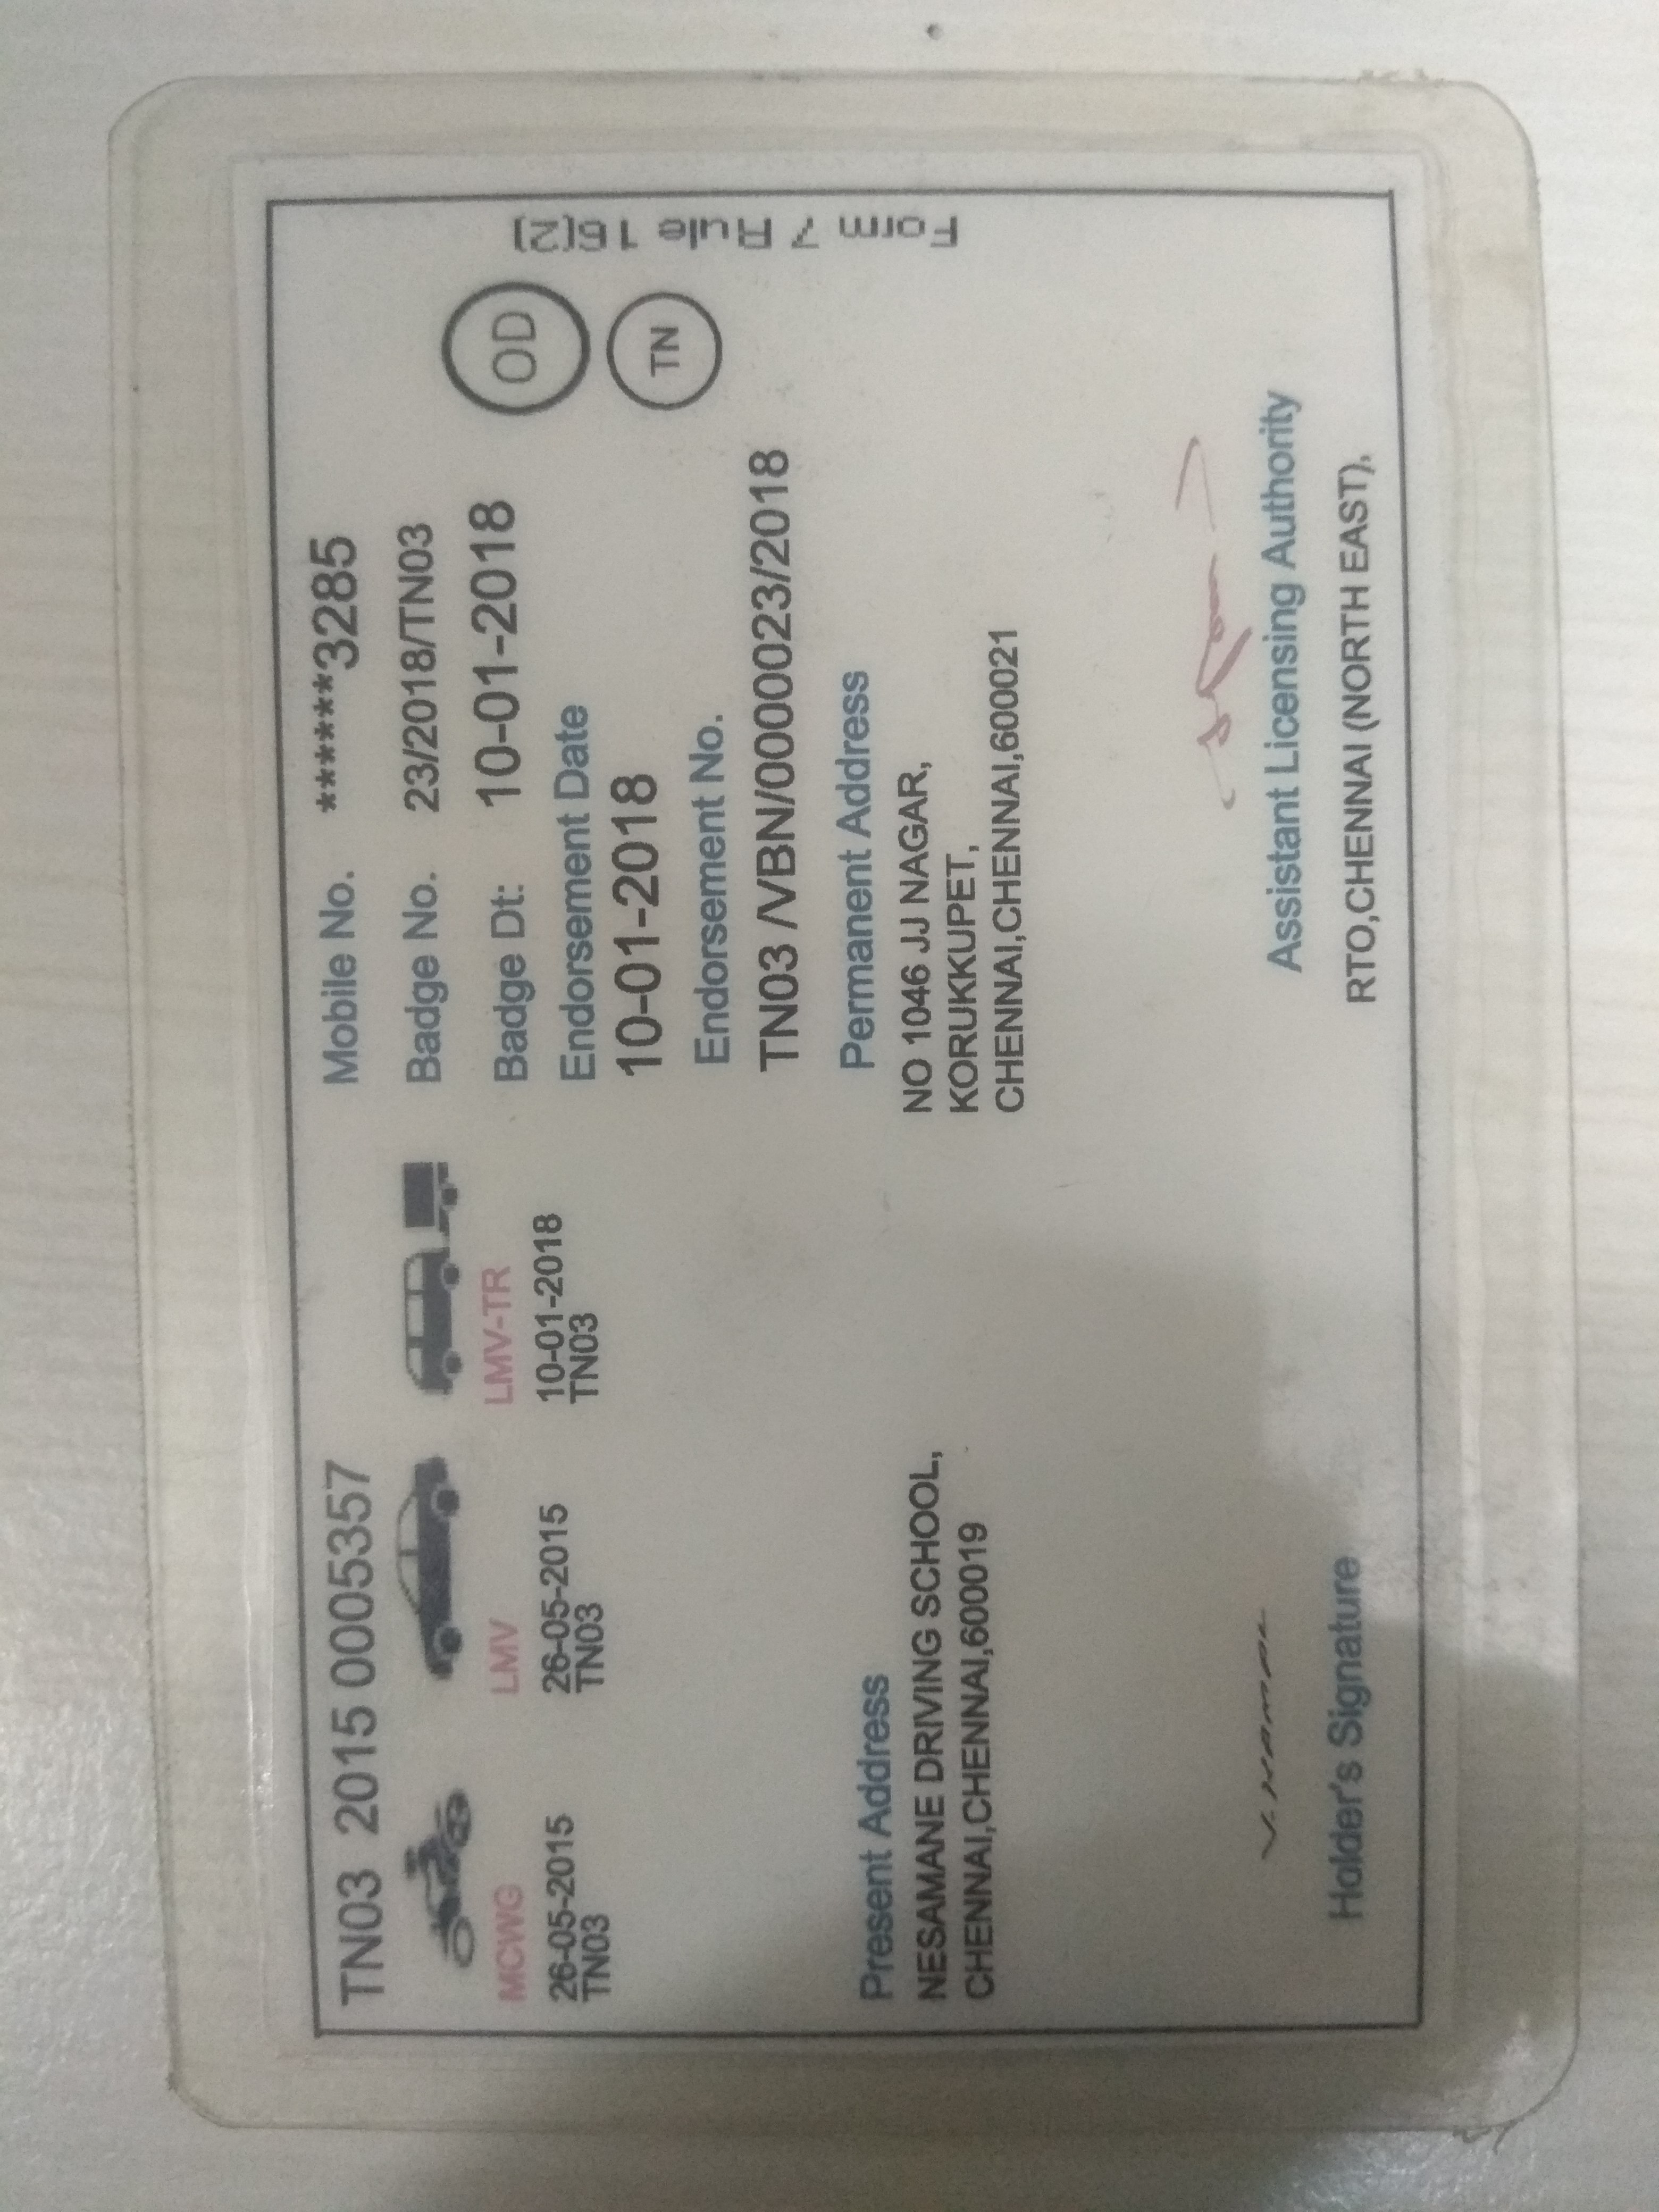 TN03 2015 0005357
MCWG
26-05-2015
TN03
LMV
26-05-2015
TN03
LMV-TR
10-01-2018
TN03
Mobile No. ******3285
Badge No. 23/2018/TN03
Badge Dt: 10-01-2018
Endorsement Date
10-01-2018
Endorsement No.
TN03 /VBN/0000023/2018
OD
TN
Form 7 Rule 16(2)
Present Address
NESAMANE DRIVING SCHOOL,
CHENNAI,CHENNAI,600019
Permanent Address
NO 1046 JJ NAGAR,
KORUKKUPET,
CHENNAI,CHENNAI,600021
Holder's Signature
Assistant Licensing Authority
RTO,CHENNAI (NORTH EAST),